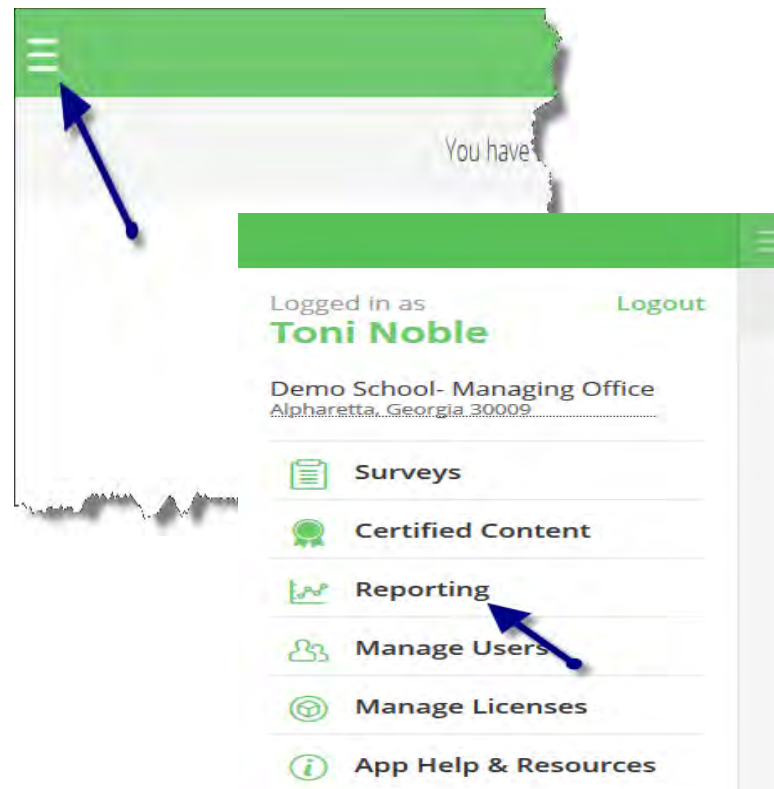 You have
Logged in as
Logout
Toni Noble
Demo School- Managing Office
Alpharetta, Georgia 30009
Surveys
Certified Content
Reporting
Manage Users
Manage Licenses
App Help & Resources